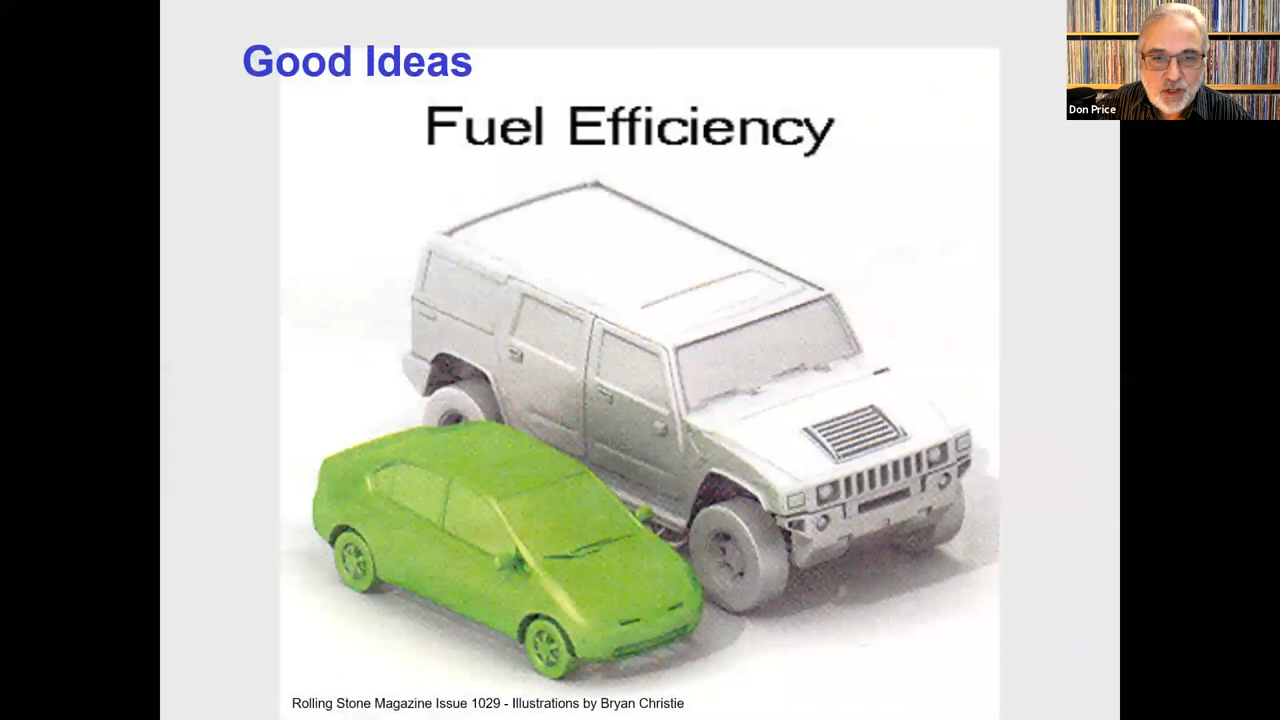 Good Ideas
Fuel Efficiency
Don Price
Rolling Stone Magazine Issue 1029 - Illustrations by Bryan Christie